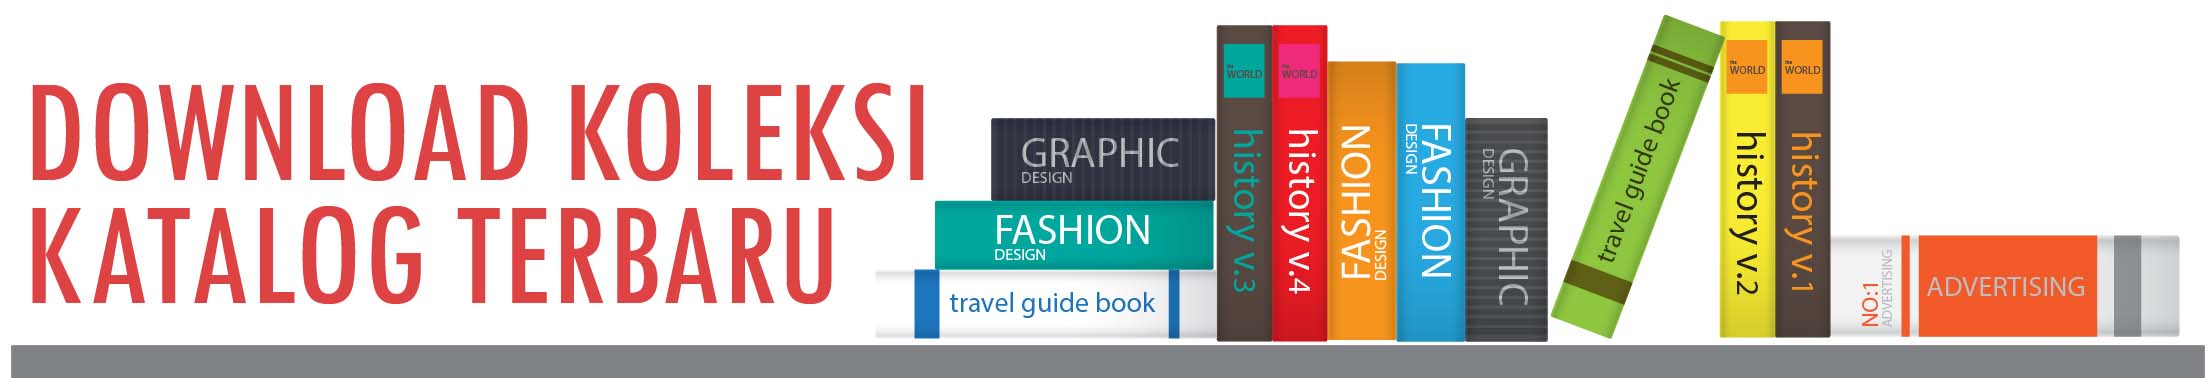 DOWNLOAD KOLEKSI
KATALOG TERBARU
GRAPHIC
DESIGN
FASHION
DESIGN
travel guide book
the
WORLD
history v.3
the
WORLD
history v.4
FASHION
DESIGN
FASHION
DESIGN
GRAPHIC
DESIGN
travel guide book
the
WORLD
history v.2
the
WORLD
history v.1
NO:1
ADVERTISING
ADVERTISING